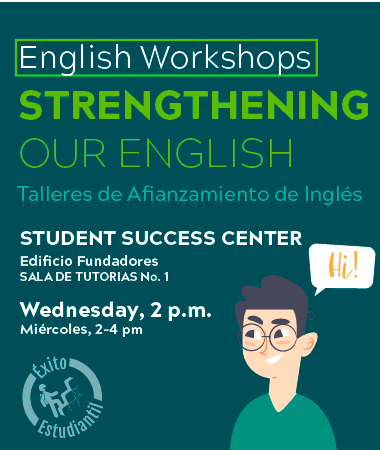 English Workshops
STRENGTHENING
OUR ENGLISH
Talleres de Afianzamiento de Inglés
STUDENT SUCCESS CENTER
Edificio Fundadores
SALA DE TUTORIAS No. 1
Hi!
Wednesday, 2 p.m.
Miércoles, 2-4 pm
Éxito
Estudiantil